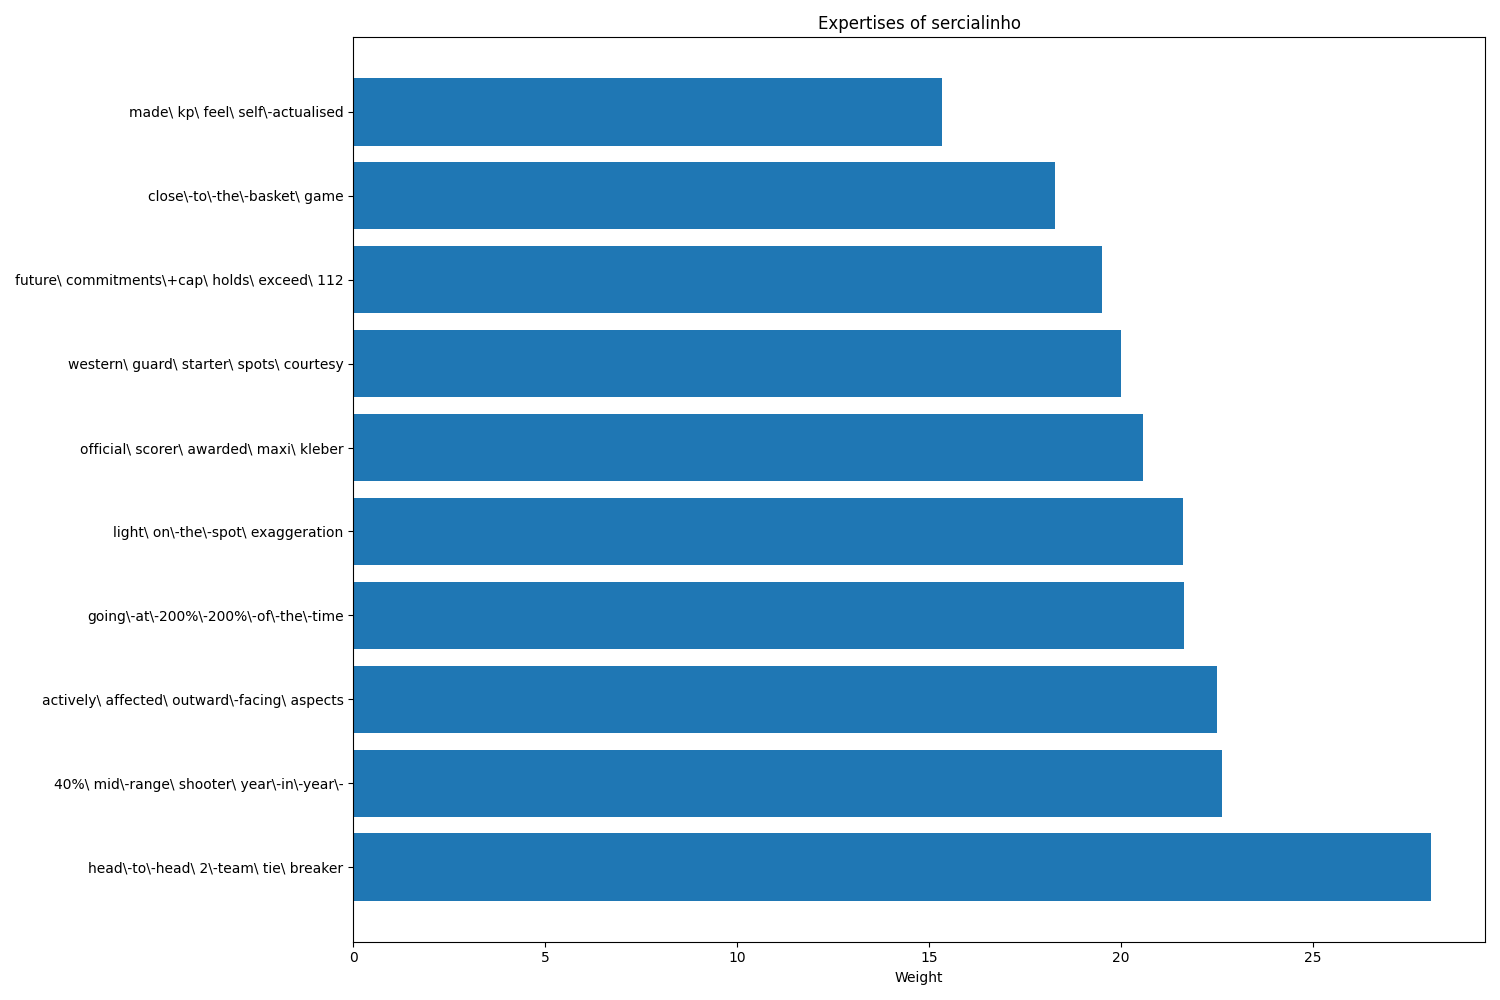 Expertises of sercialinho
made\ kp\ feel\ self\-actualised
close\-to\-the\-basket\ game
future\ commitments\+cap\ holds\ exceed\ 112
western\ guard\ starter\ spots\ courtesy
official\ scorer\ awarded\ maxi\ kleber
light\ on\-the\-spot\ exaggeration
going\-at\-200%\-200%\-of\-the\-time
actively\ affected\ outward\-facing\ aspects
40%\ mid\-range\ shooter\ year\-in\-year\-
head\-to\-head\ 2\-team\ tie\ breaker
0 5 10 15 20 25
Weight